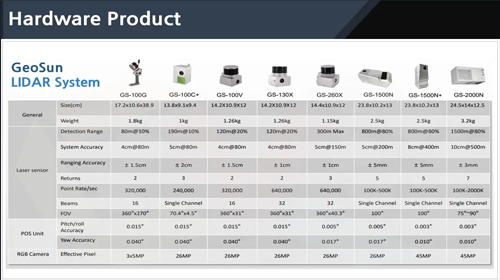 Hardware Product
GeoSun
LIDAR System
GS-100G GS-100C+ GS-100V GS-130X GS-260X GS-1500N GS-1500N+ GS-2000N
General Size(cm) 17.2x10.6x38.9 13.8x9.1x9.4 14.2X10.9X12 14.2X10.9X12 14.4x10.9x12 23.8x10.2x13 23.8x10.2x13 24.5x14x12.5
Weight 1.8kg 1kg 1.26kg 1.26kg 1.15kg 2.5kg 2.5kg 3.2kg
Laser sensor Detection Range 80m@10% 190m@10% 120m@20% 120m@20% 300m Max 800m@80% 800m@80% 1500m@80%
System Accuracy 4cm@80m 5cm@80m 4cm@80m 4cm@80m 5cm@150m 5cm@200m 8cm@400m 10cm@500m
Ranging Accuracy ± 1.5cm ± 2cm ± 1.5cm ± 1cm ± 1cm ± 5mm ± 5mm ± 3mm
Returns 2 3 2 2 3 5 5 7
Point Rate/sec 320,000 240,000 320,000 640,000 640,000 100K-500K 100K-500K 100K-2000K
Beams 16 Single Channel 16 32 32 Single Channel Single Channel Single Channel
FOV 360°x270° 70.4°x4.5° 360°x31° 360°x31° 360°x40.3° 100° 100° 75°~90°
POS Unit Pitch/roll Accuracy 0.015° 0.015° 0.015° 0.015° 0.005° 0.005° 0.003° 0.003°
Yaw Accuracy 0.040° 0.040° 0.040° 0.040° 0.017° 0.017° 0.010° 0.010°
RGB Camera Effective Pixel 3x5MP 26MP 26MP 26MP 26MP 26MP 45MP 45MP